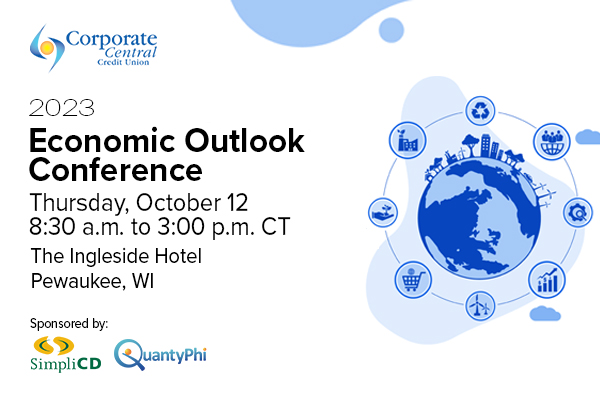 Corporate
Central
Credit Union
2023
Economic Outlook
Conference
Thursday, October 12
8:30 a.m. to 3:00 p.m. CT
The Ingleside Hotel
Pewaukee, WI
Sponsored by:
SimpliCD
QuantyPhi